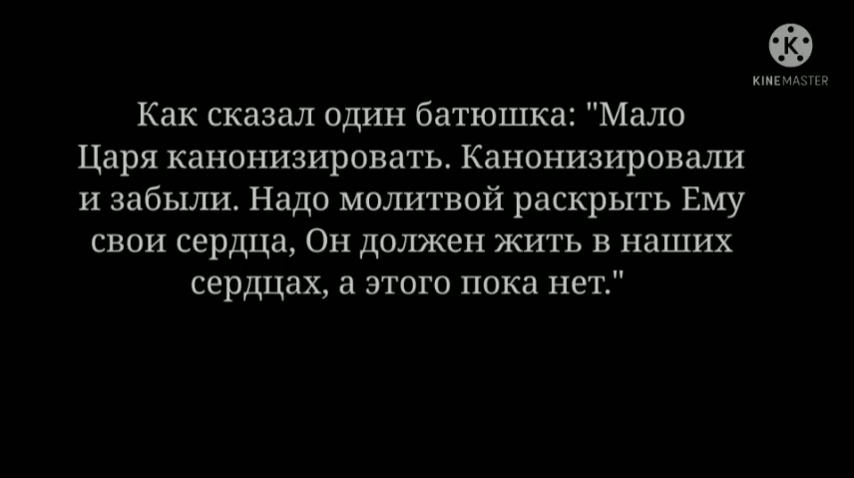 K
KINEMASTER
Как сказал один батюшка: "Мало
Царя канонизировать. Канонизировали
и забыли. Надо молитвой раскрыть Ему
свои сердца, Он должен жить в наших
сердцах, а этого пока нет."